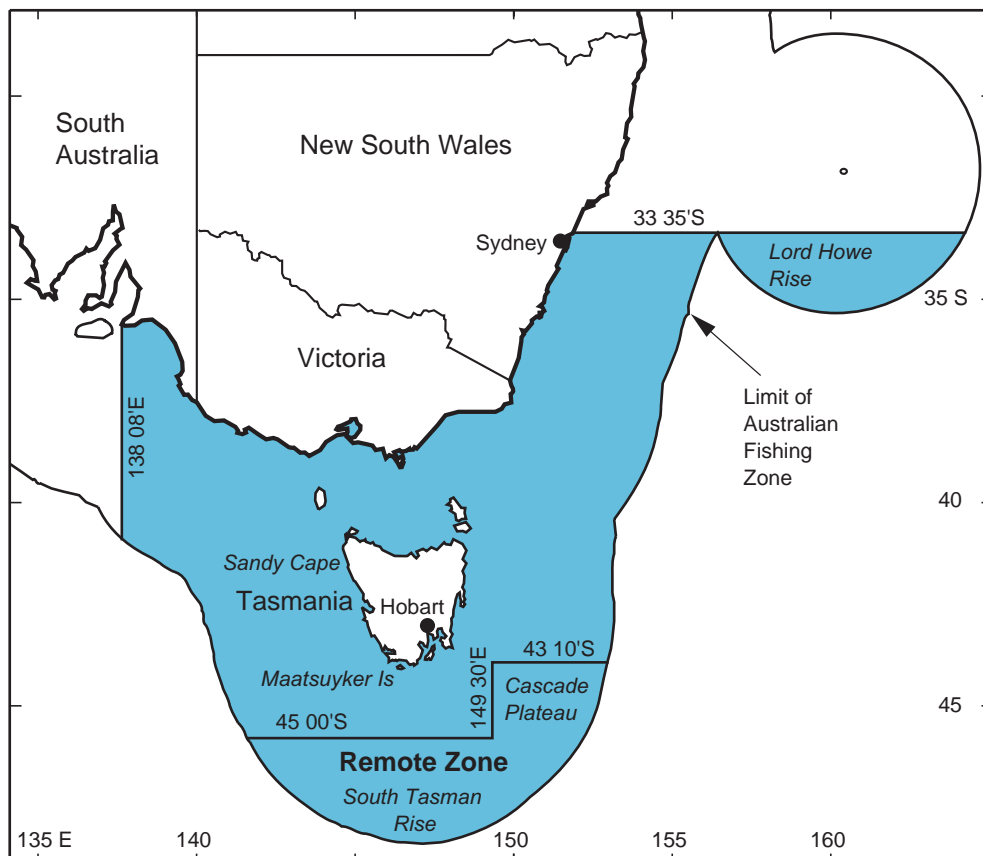 South
Australia
New South Wales
33 35'S
Sydney
Lord Howe
Rise
35 S
Victoria
Limit of
Australian
Fishing
Zone
138 08'E
40
Sandy Cape
Tasmania
Hobart
43 10'S
149 30'E
Maatsuyker Is
Cascade
Plateau
45 00'S
45
Remote Zone
South Tasman
Rise
135 E
140
150
155
160